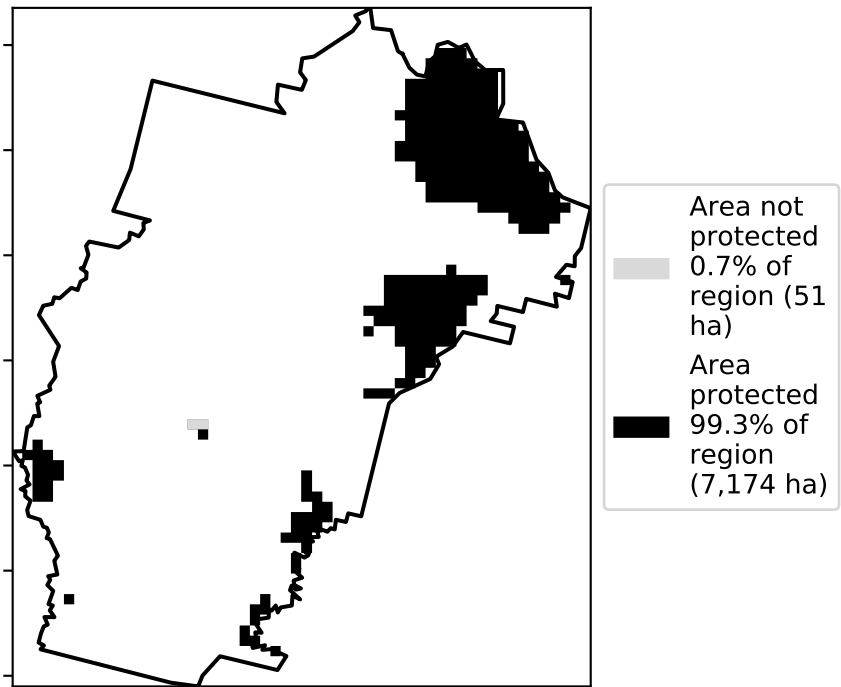 Area not
protected
0.7% of
region (51
ha)
Area
protected
99.3% of
region
(7,174 ha)